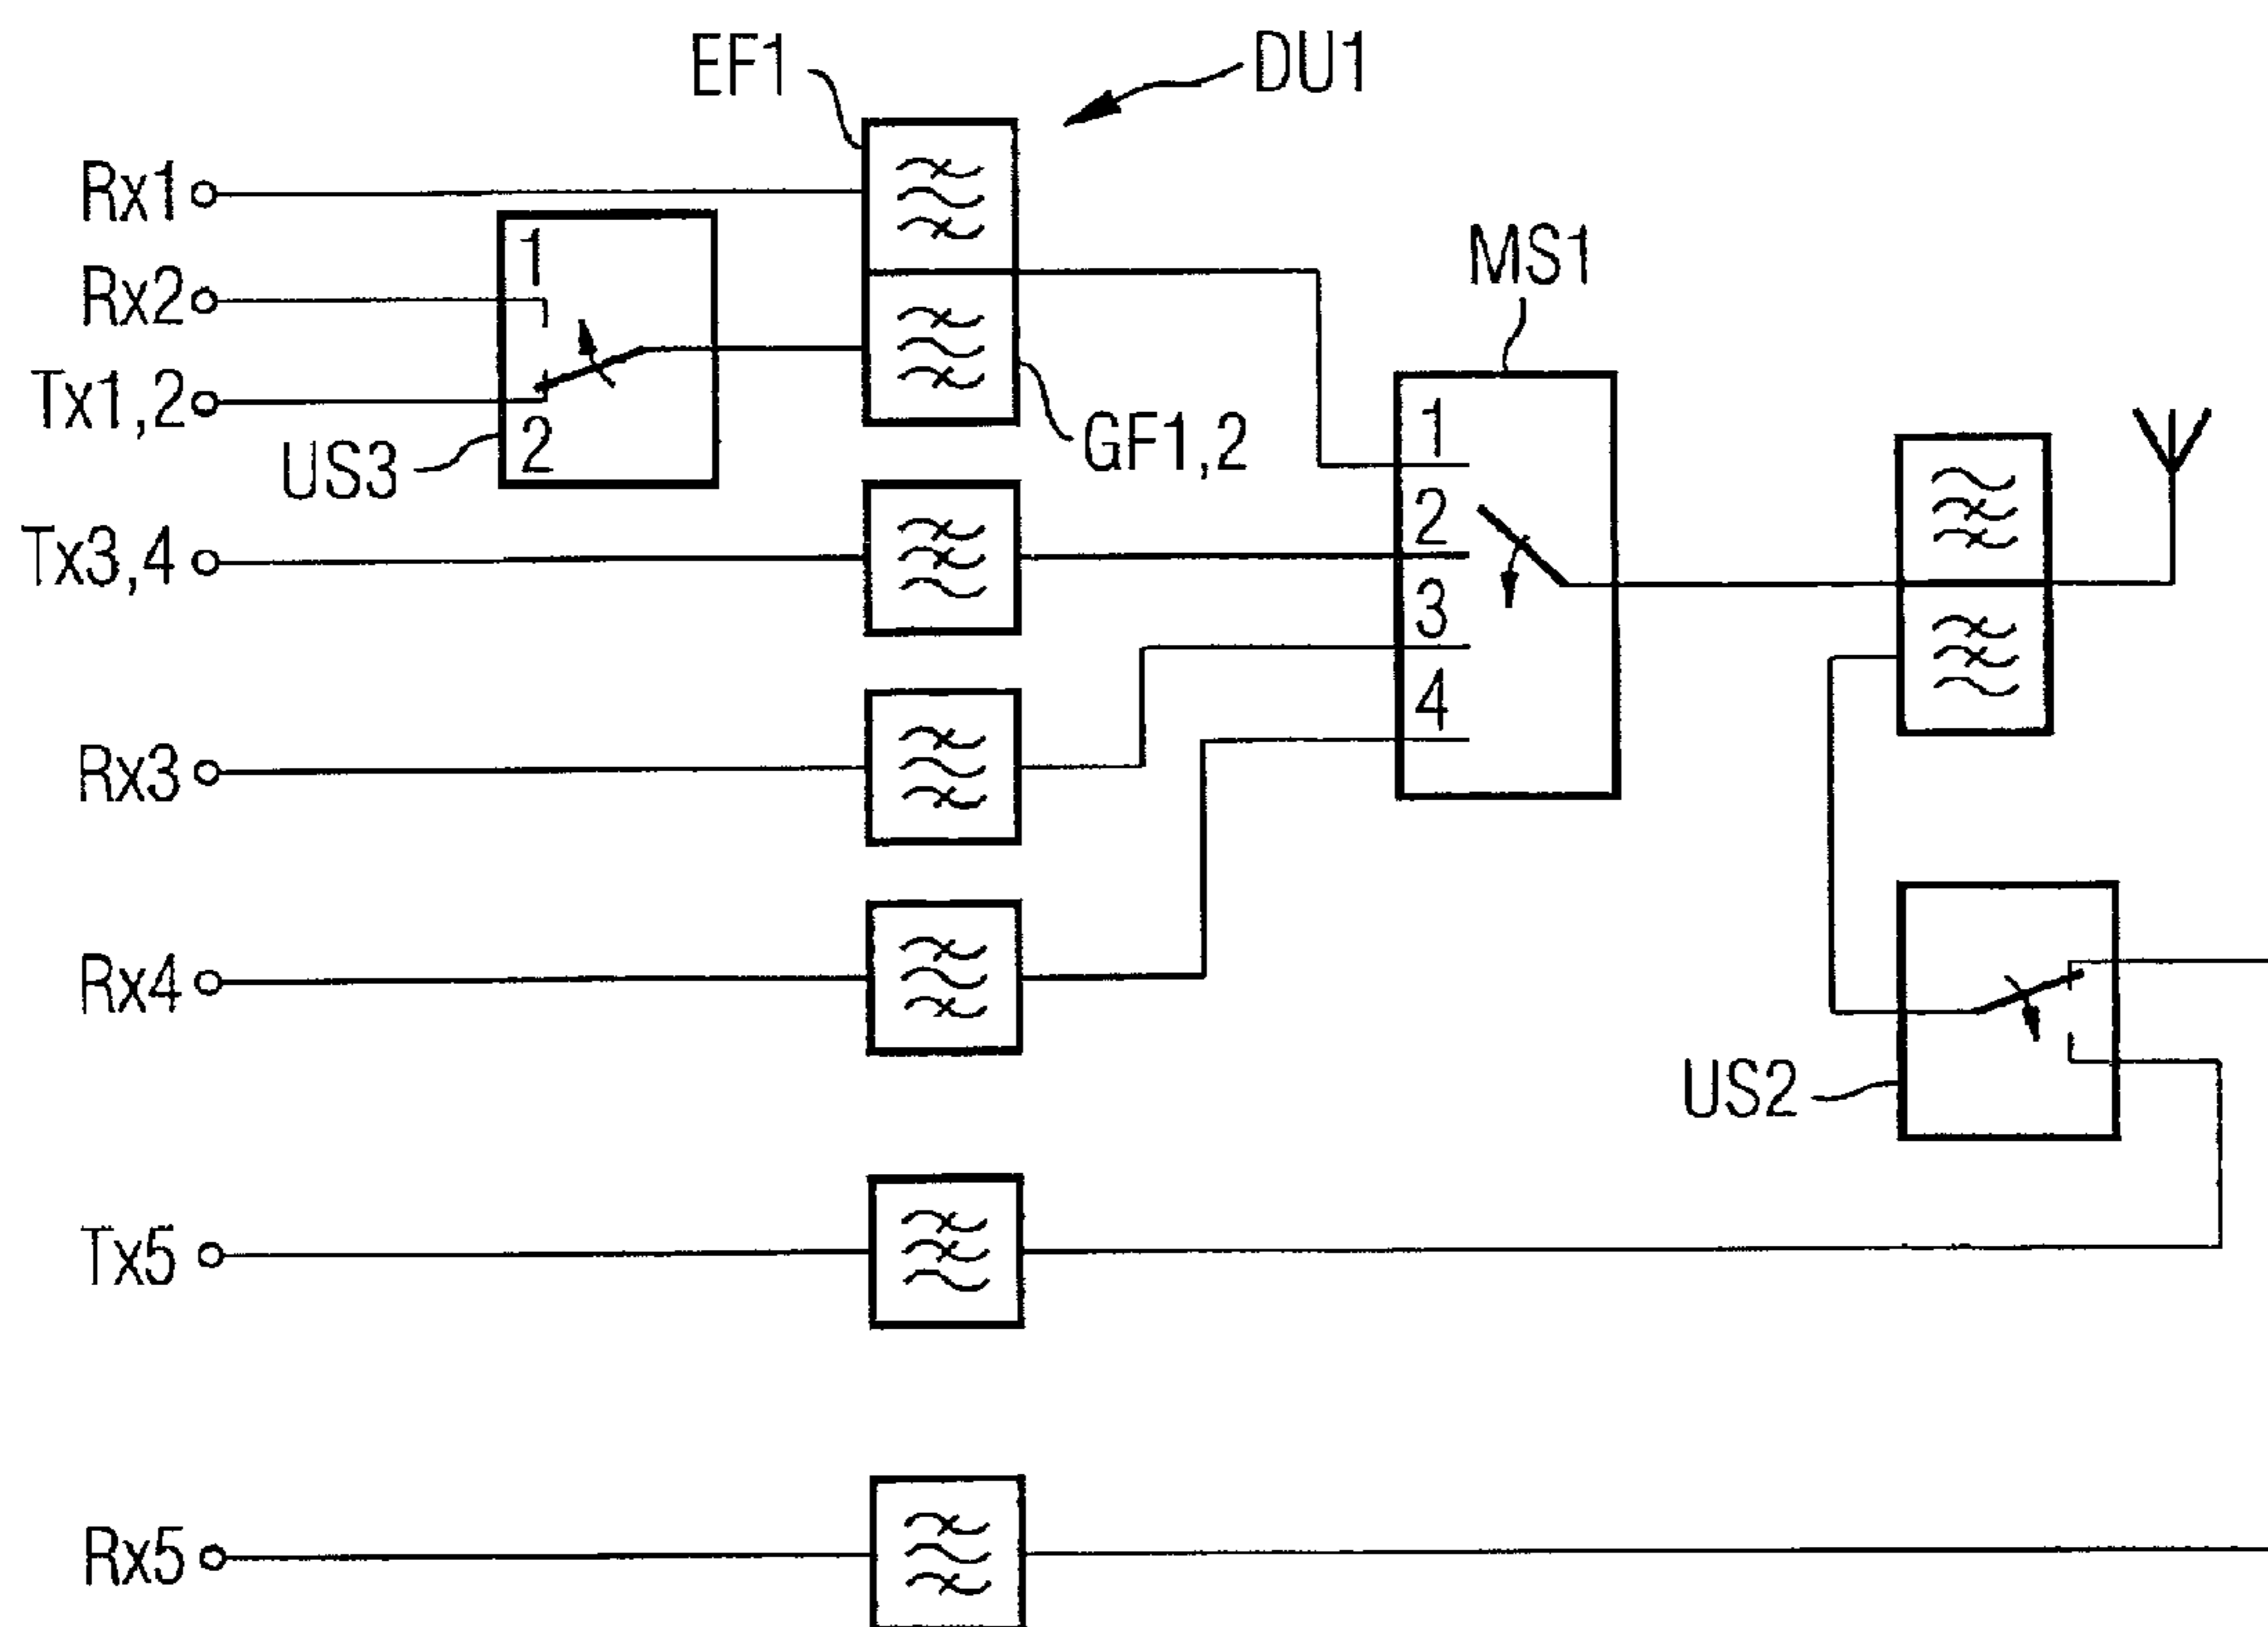 EF1
DU1
Rx1
Rx2
Tx1,2
1
2
US3
GF1,2
MS1
1
2
3
4
Tx3,4
Rx3
Rx4
US2
Tx5
Rx5